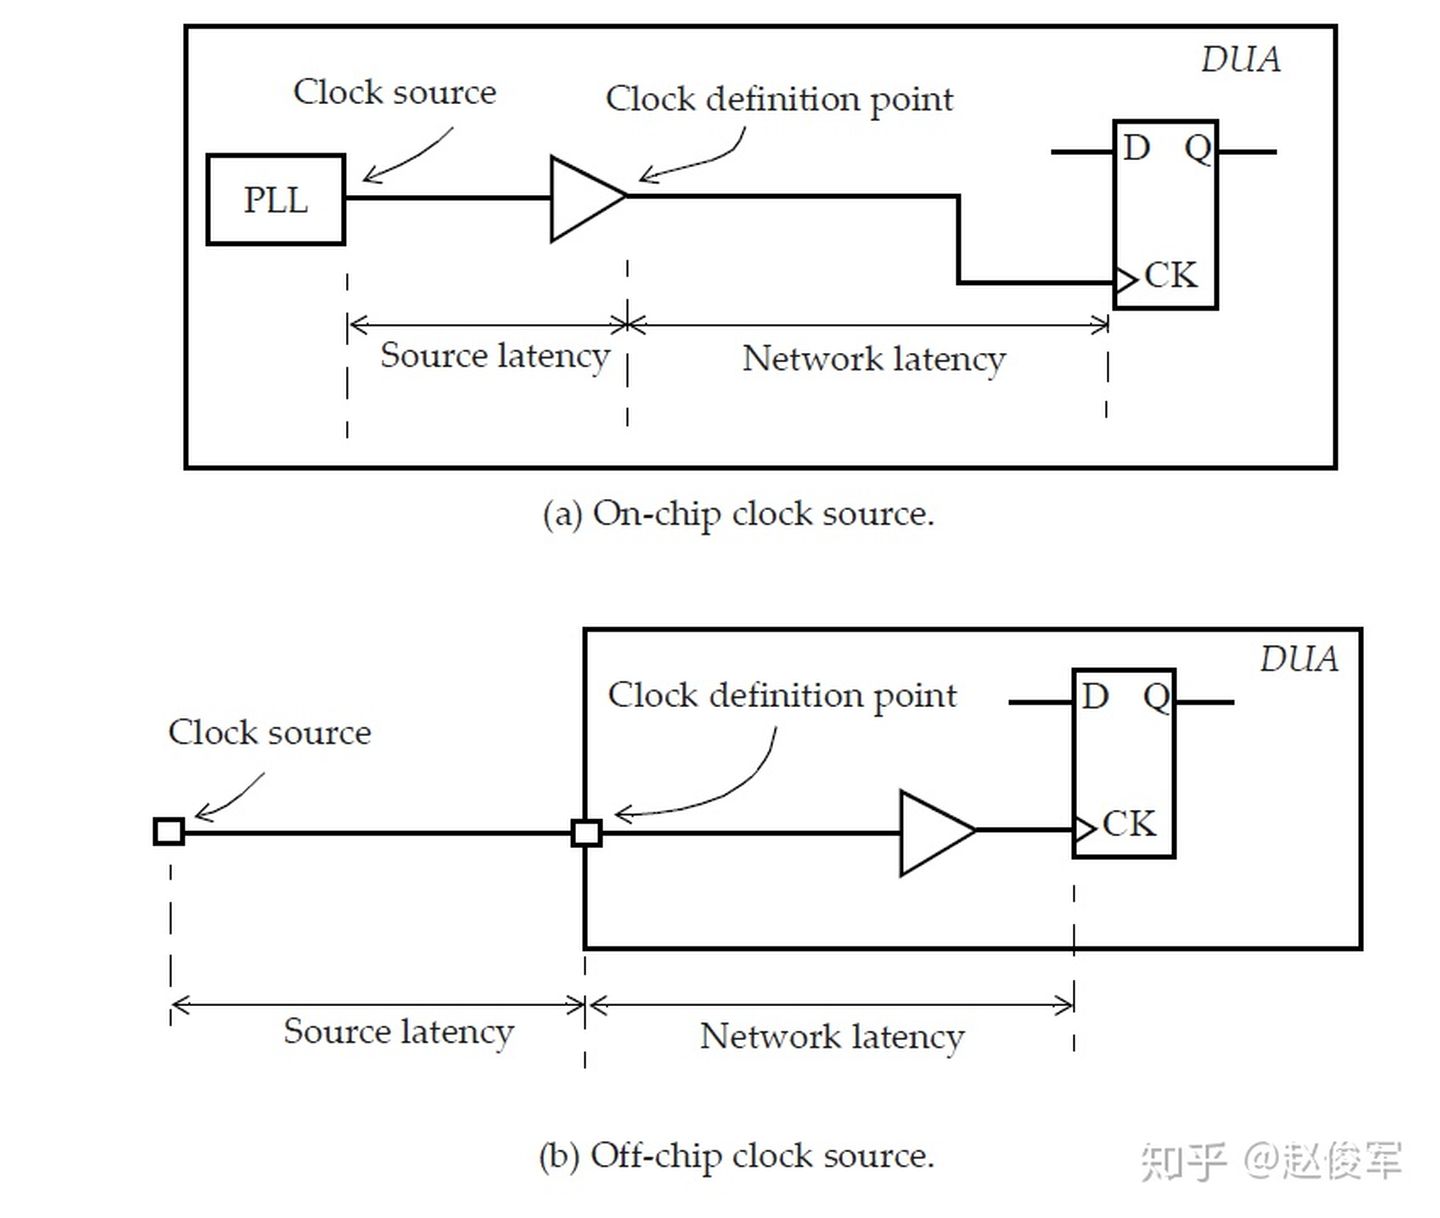 DUA
Clock source
Clock definition point
PLL
D Q
CK
Source latency
Network latency
(a) On-chip clock source.
DUA
Clock definition point
D Q
Clock source
CK
Source latency
Network latency
(b) Off-chip clock source.
知乎 @赵俊军